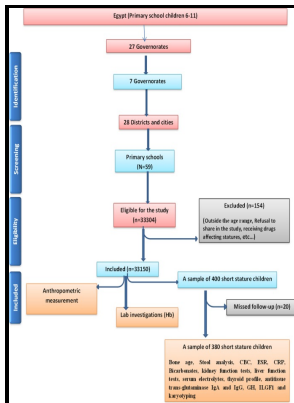 Egypt (Primary school children 6-11)
27 Governorates
Identification
7 Governorates
28 Districts and cities
Screening
Primary schools
(N=59)
Eligible for the study
(n=33304)
Excluded (n=154)
(Outside the age range, Refusal to
share in the study, receiving drugs
affecting statures, etc...)
Eligibility
Included (n=33150)
A sample of 400 short stature children
Included
Anthropometric
measurement
Missed follow-up (n=20)
Lab investigations (Hb)
A sample of 380 short stature children
Bone age, Stool analysis, CBC, ESR, CRP,
Bicarbonates, kidney function tests, liver function
tests, serum electrolytes, thyroid profile, antitissue
transglutaminase IgA and IgG, GH, ILGF1 and
karyotyping